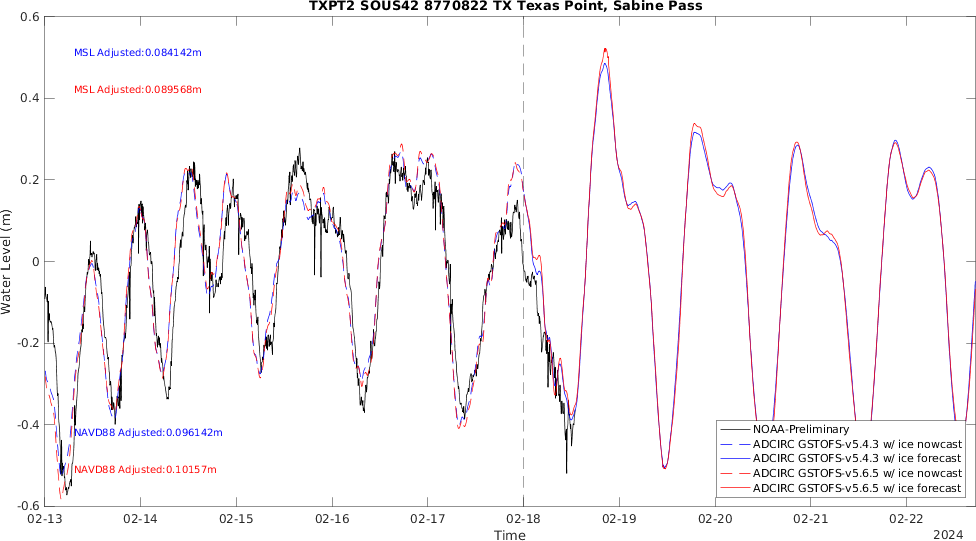 TXPT2 SOUS42 8770822 TX Texas Point, Sabine Pass
0.6
MSL Adjusted:0.084142m
MSL Adjusted:0.089568m
0.4
0.2
0
-0.2
-0.4
-0.6
Water Level (m)
NAVD88 Adjusted:0.096142m
NAVD88 Adjusted:0.10157m
NOAA-Preliminary
ADCIRC GSTOFS-v5.4.3 w/ ice nowcast
ADCIRC GSTOFS-v5.4.3 w/ ice forecast
ADCIRC GSTOFS-v5.6.5 w/ ice nowcast
ADCIRC GSTOFS-v5.6.5 w/ ice forecast
02-13 02-14 02-15 02-16 02-17 02-18 02-19 02-20 02-21 02-22
Time
2024